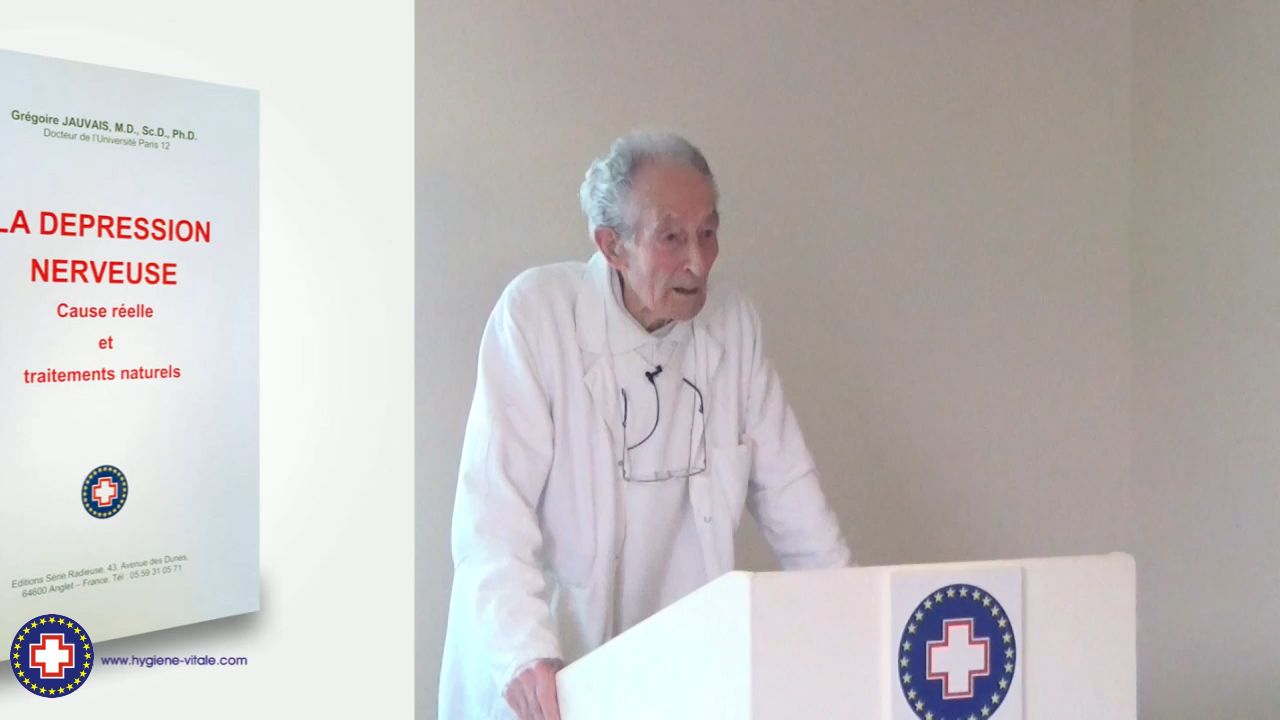 Grégoire JAUVAIS, M.D., Sc.D., Ph.D.
Docteur de l'Université Paris 12
LA DEPRESSION
NERVEUSE
Cause réelle
et
traitements naturels
Editions Série Radieuse, 43, Avenue des Dunes,
64600 Anglet – France. Tél : 05 59 31 05 71
www.hygiene-vitale.com